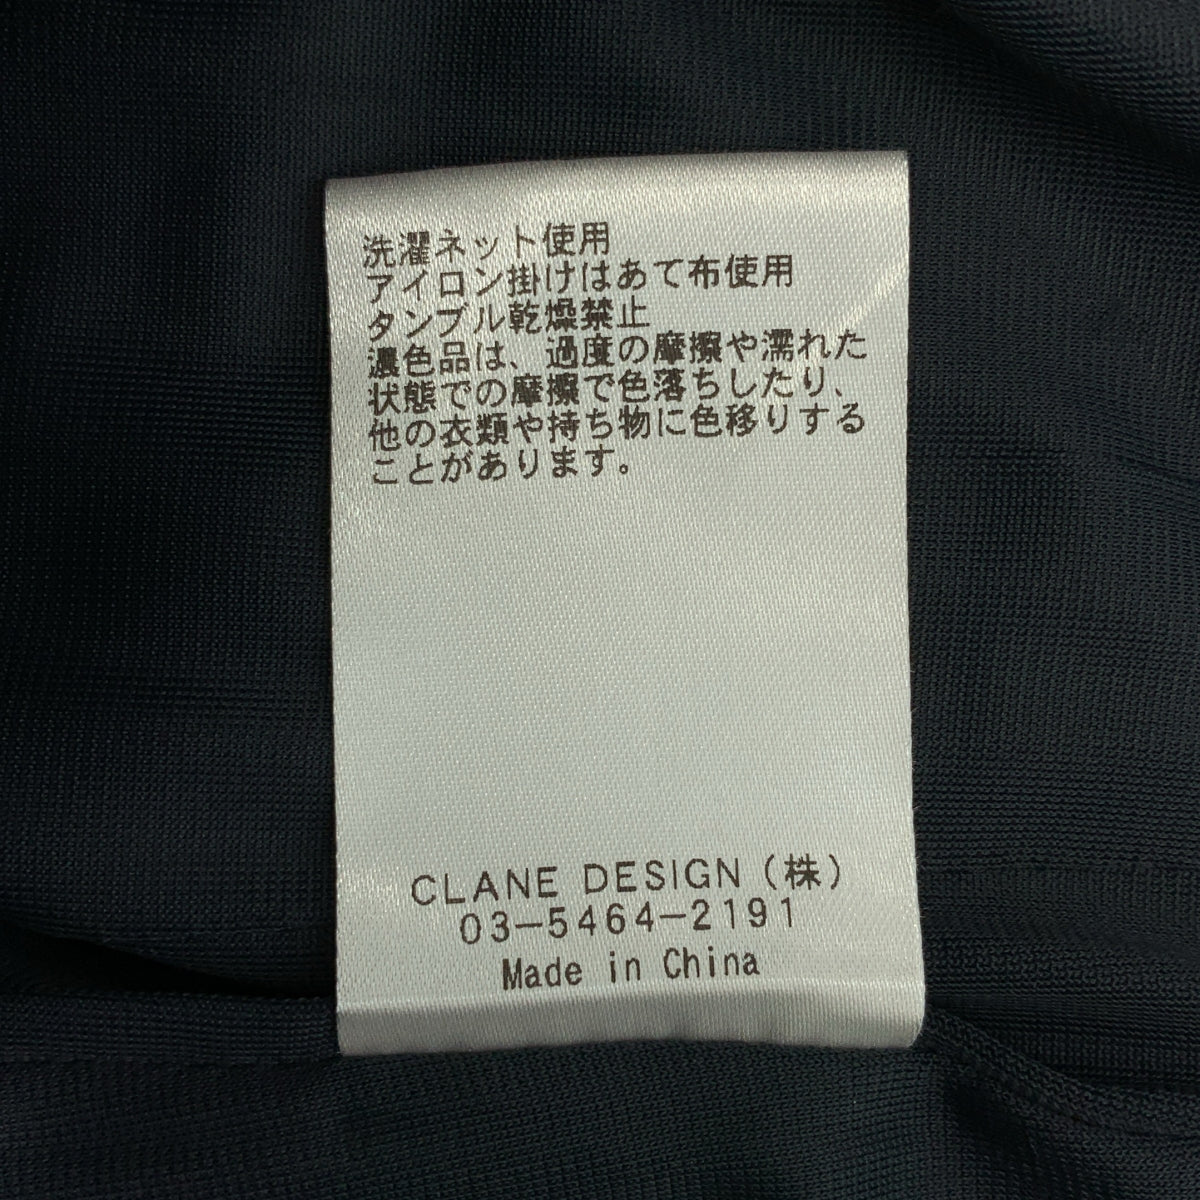 洗濯ネット使用
アイロン掛けはあて布使用
タンブル乾燥禁止
濃色品は、過度の摩擦や濡れた
状態での摩擦で色落ちしたり、
他の衣類や持ち物に色移りする
ことがあります。
CLANE DESIGN（株）
03-5464-2191
Made in China